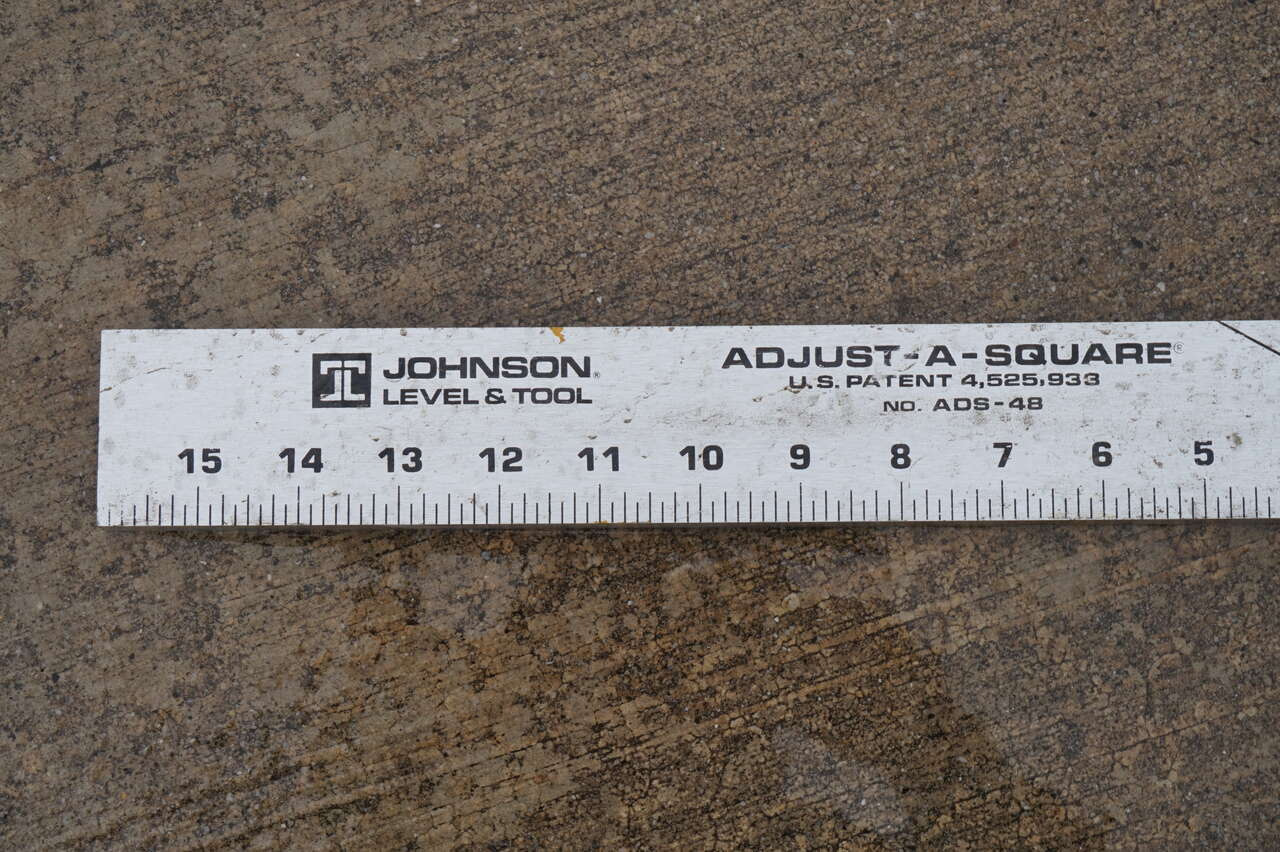 JOHNSON®
LEVEL & TOOL
ADJUST-A-SQUARE®
U.S. PATENT 4,525,933
NO. ADS-48
15 14 13 12 11 10 9 8 7 6 5